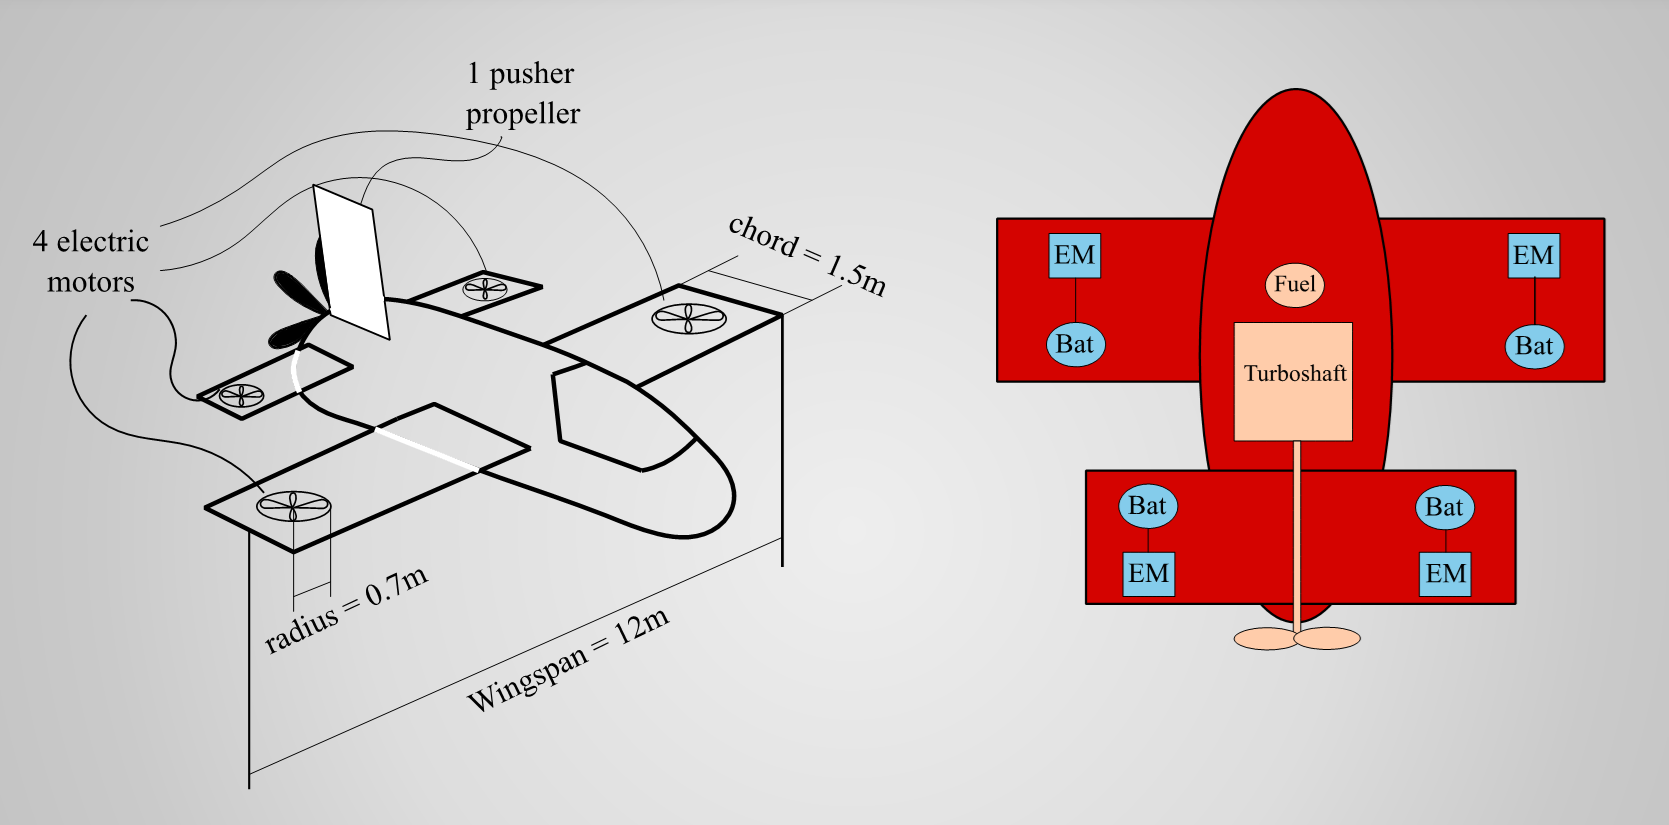 1 pusher
propeller
4 electric
motors
chord = 1.5m
radius = 0.7m
Wingspan = 12m
EM
EM
Fuel
Bat
Bat
Turboshaft
Bat
Bat
EM
EM